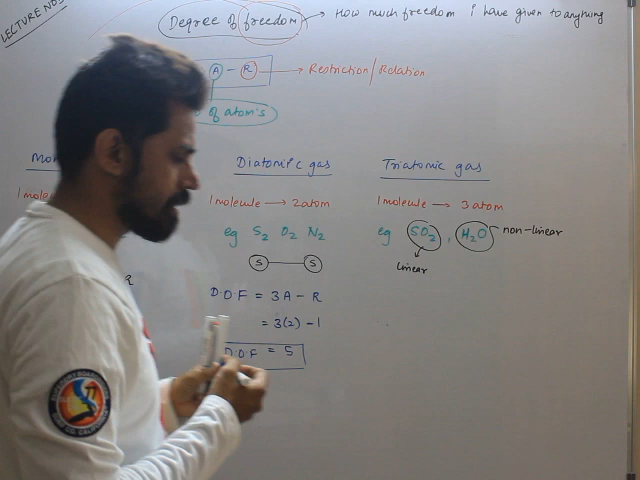 LECTURE NO5
Degree of freedom → How much freedom I have given to anything
A - R → Restriction/Relation
of atom's
Diatomic gas
Triatomic gas
1 molecule → 2 atom
1 molecule → 3 atom
eg S2 O2 N2
eg SO2, H2O non-linear
linear
S S
D.O.F = 3A - R
= 3(2) - 1
D.O.F = 5